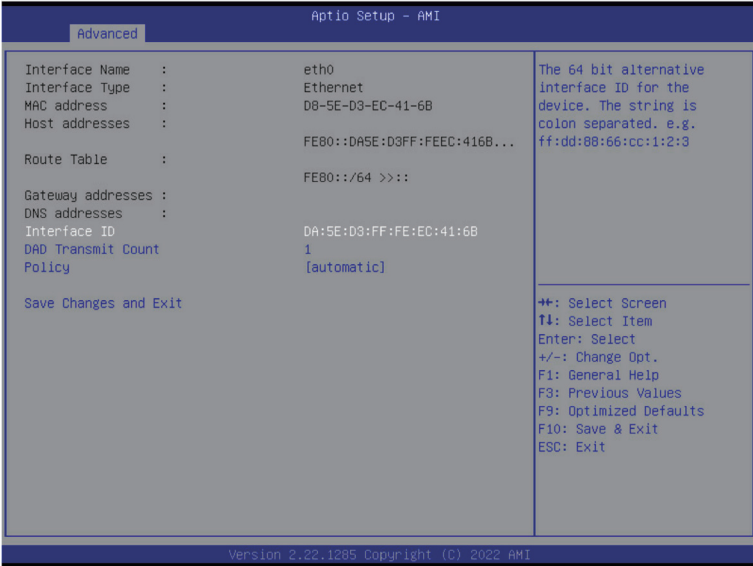 Aptio Setup – AMI
Advanced
Interface Name : eth0
Interface Type : Ethernet
MAC address : D8-5E-D3-EC-41-6B
Host addresses :
FE80::DA5E:D3FF:FEEC:416B...
Route Table :
FE80::/64 >>::
Gateway addresses :
DNS addresses :
Interface ID DA:5E:D3:FF:FE:EC:41:6B
DAD Transmit Count 1
Policy [automatic]
Save Changes and Exit
The 64 bit alternative
interface ID for the
device. The string is
colon separated. e.g.
ff:dd:88:66:cc:1:2:3
→←: Select Screen
↑↓: Select Item
Enter: Select
+/-: Change Opt.
F1: General Help
F3: Previous Values
F9: Optimized Defaults
F10: Save & Exit
ESC: Exit
Version 2.22.1285 Copyright (C) 2022 AMI